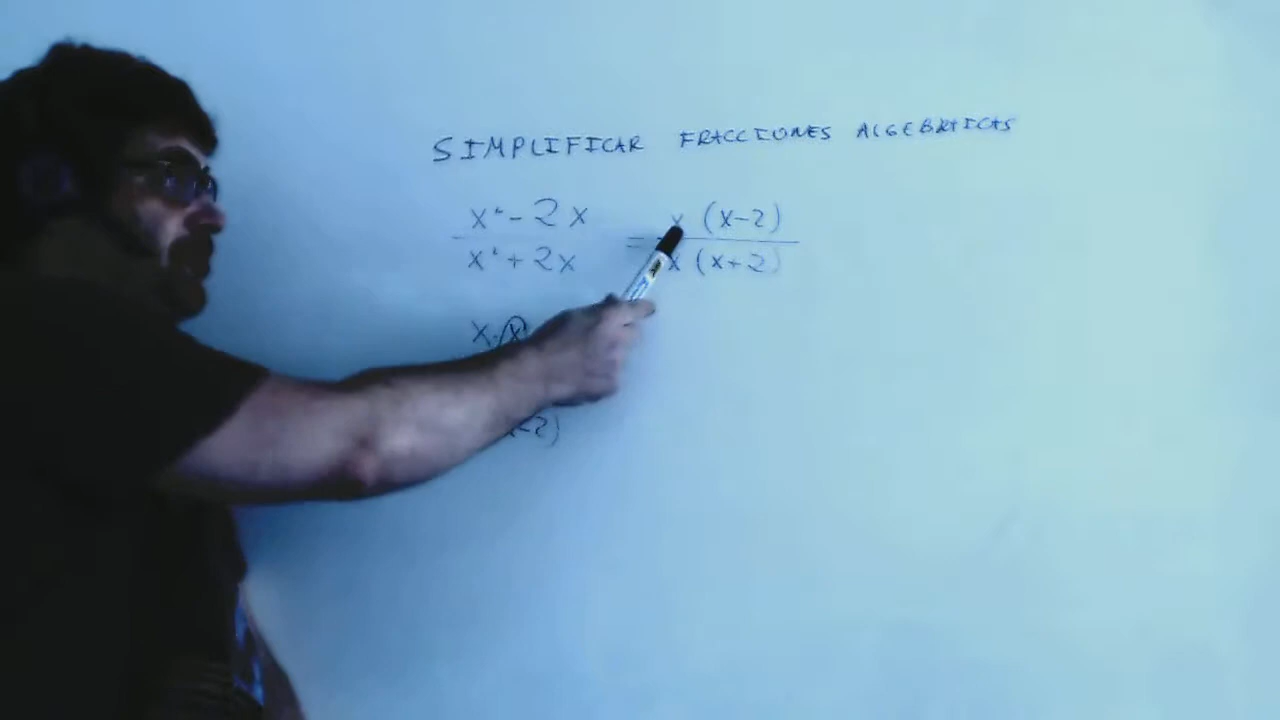 SIMPLIFICAR FRACCIONES ALGEBRAICAS
x² - 2x = x (x-2)
x² + 2x x (x+2)
x·x